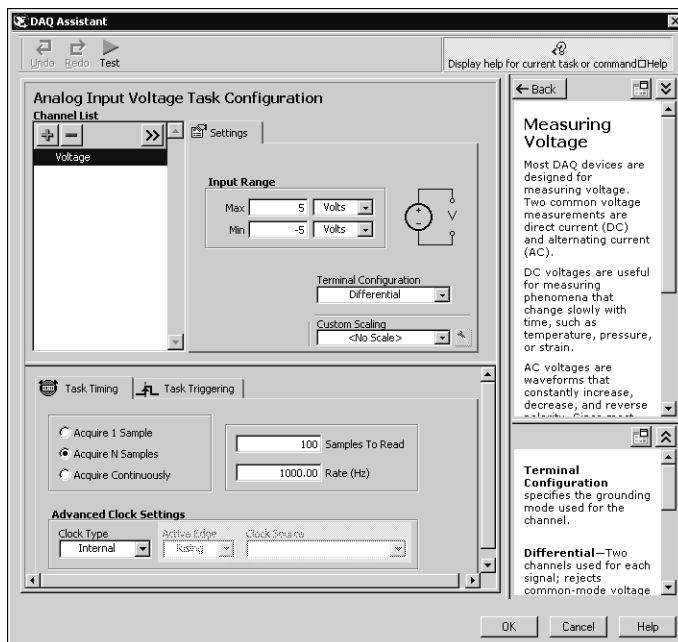 DAQ Assistant
Undo Redo Test
Display help for current task or command Help
Analog Input Voltage Task Configuration
Channel List
Voltage
Settings
Input Range
Max 5 Volts
Min -5 Volts
V
Terminal Configuration
Differential
Custom Scaling
<No Scale>
Task Timing
Task Triggering
Acquire 1 Sample
Acquire N Samples
Acquire Continuously
100 Samples To Read
1000.00 Rate (Hz)
Advanced Clock Settings
Clock Type
Internal
Active Edge
Rising
Clock Source
Back
Measuring
Voltage
Most DAQ devices are
designed for
measuring voltage.
Two common voltage
measurements are
direct current (DC)
and alternating current
(AC).
DC voltages are useful
for measuring
phenomena that
change slowly with
time, such as
temperature, pressure,
or strain.
AC voltages are
waveforms that
constantly increase,
decrease, and reverse
polarity. Since most
Terminal
Configuration
specifies the grounding
mode used for the
channel.
Differential—Two
channels used for each
signal; rejects
common-mode voltage
OK
Cancel
Help